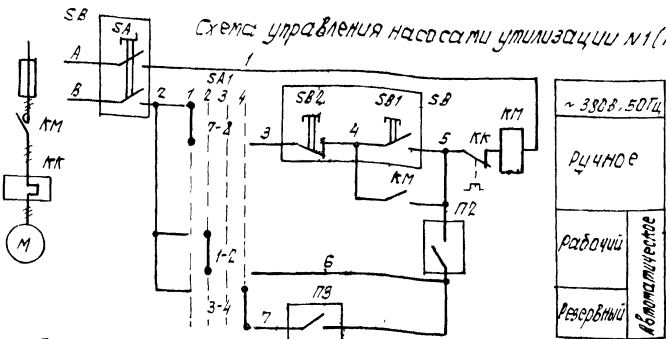 Схема управления насосами утилизации N1(
SB
SA
A
B
1
SA1
2
1
2
3
4
7-8
3
SB2
SB1
SB
4
5
KM
KK
KM
KK
M
KM
П2
1-2
6
3-4
7
П3
~ 380В, 50Гц
Ручное
Рабочий
Резервный
Автоматическое